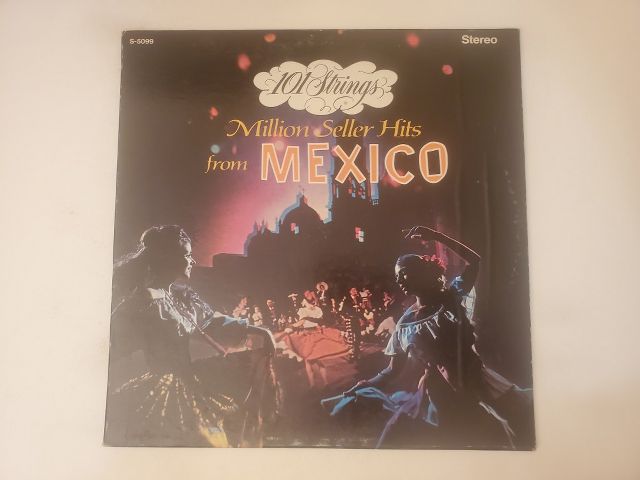 S-5099
Stereo
101 Strings
Million Seller Hits
from MEXICO